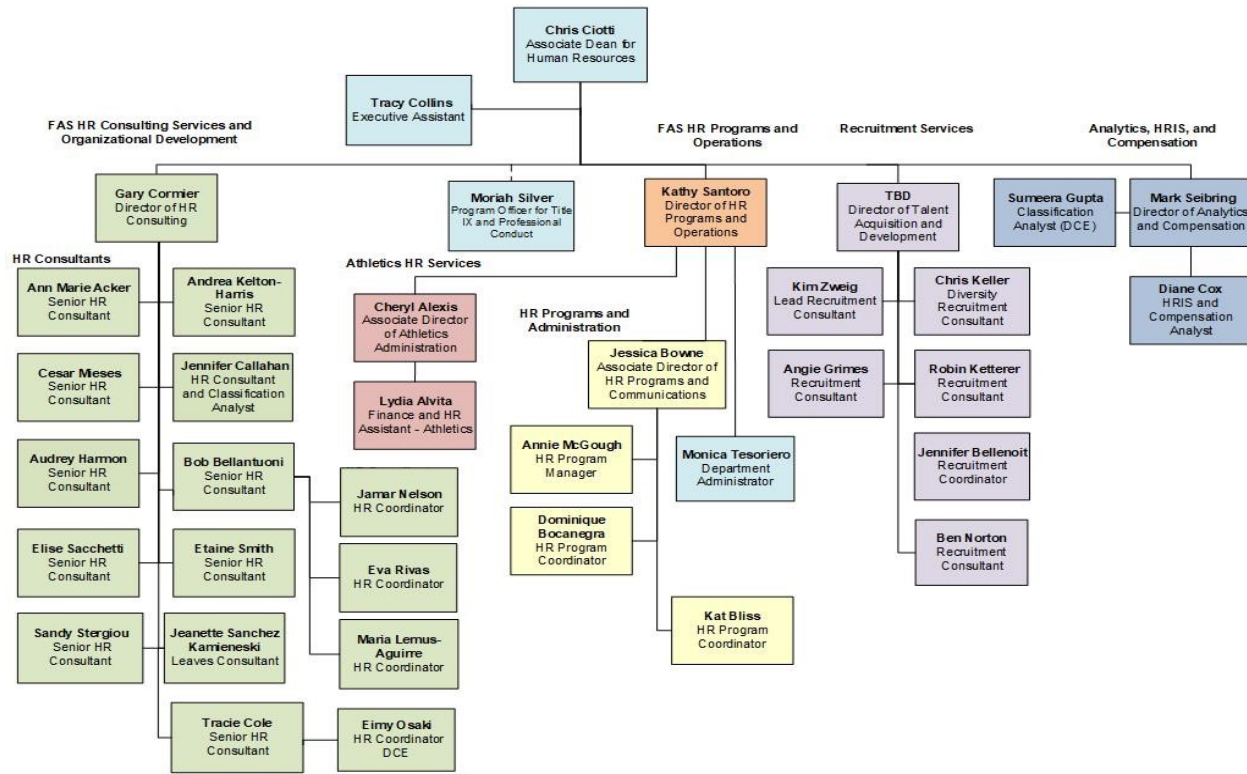 Chris Ciotti
Associate Dean for
Human Resources
Tracy Collins
Executive Assistant
FAS HR Consulting Services and
Organizational Development
FAS HR Programs and
Operations
Recruitment Services
Analytics, HRIS, and
Compensation
Gary Cormier
Director of HR
Consulting
Moriah Silver
Program Officer for Title
IX and Professional
Conduct
Kathy Santoro
Director of HR
Programs and
Operations
TBD
Director of Talent
Acquisition and
Development
Sumeera Gupta
Classification
Analyst (DCE)
Mark Seibring
Director of Analytics
and Compensation
HR Consultants
Ann Marie Acker
Senior HR
Consultant
Andrea Kelton-
Harris
Senior HR
Consultant
Athletics HR Services
Cheryl Alexis
Associate Director
of Athletics
Administration
HR Programs and
Administration
Kim Zweig
Lead Recruitment
Consultant
Chris Keller
Diversity
Recruitment
Consultant
Diane Cox
HRIS and
Compensation
Analyst
Cesar Mieses
Senior HR
Consultant
Jennifer Callahan
HR Consultant
and Classification
Analyst
Lydia Alvita
Finance and HR
Assistant - Athletics
Jessica Bowne
Associate Director of
HR Programs and
Communications
Angie Grimes
Recruitment
Consultant
Robin Ketterer
Recruitment
Consultant
Audrey Harmon
Senior HR
Consultant
Bob Bellantuoni
Senior HR
Consultant
Jamar Nelson
HR Coordinator
Annie McGough
HR Program
Manager
Monica Tesoriero
Department
Administrator
Jennifer Bellenoit
Recruitment
Coordinator
Elise Sacchetti
Senior HR
Consultant
Etaine Smith
Senior HR
Consultant
Eva Rivas
HR Coordinator
Dominique
Bocanegra
HR Program
Coordinator
Ben Norton
Recruitment
Consultant
Sandy Stergiou
Senior HR
Consultant
Jeanette Sanchez
Kamieneski
Leaves Consultant
Maria Lemus-
Aguirre
HR Coordinator
Kat Bliss
HR Program
Coordinator
Tracie Cole
Senior HR
Consultant
Eimy Osaki
HR Coordinator
DCE